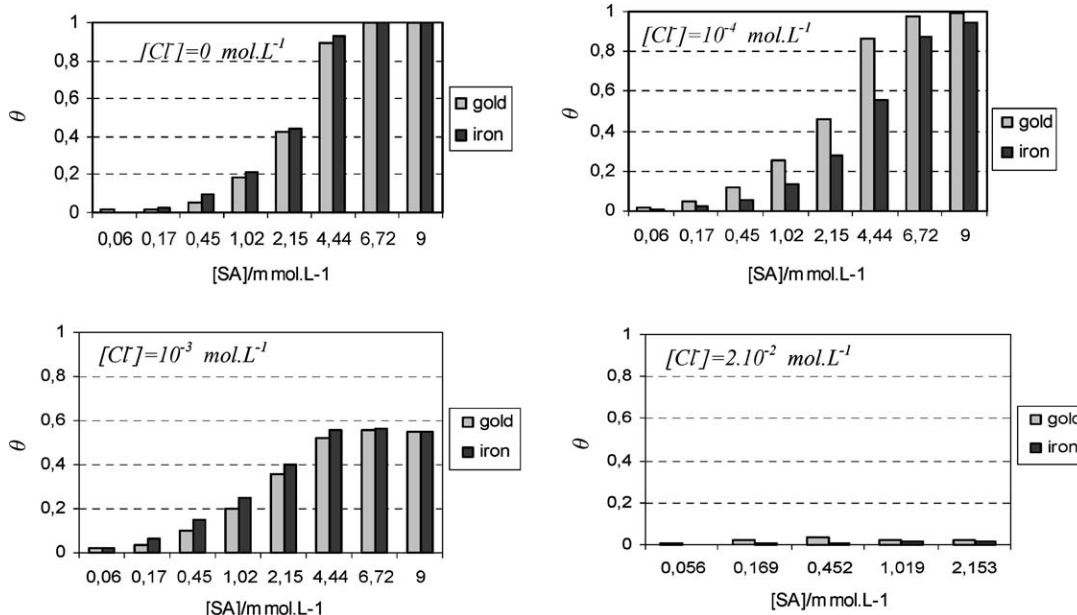 [Cl⁻]=0 mol.L⁻¹
1
0,8
0,6
0,4
0,2
0
θ
0,06 0,17 0,45 1,02 2,15 4,44 6,72 9
[SA]/mmol.L-1
gold
iron
[Cl⁻]=10⁻⁴ mol.L⁻¹
1
0,8
0,6
0,4
0,2
0
θ
0,06 0,17 0,45 1,02 2,15 4,44 6,72 9
[SA]/mmol.L-1
gold
iron
[Cl⁻]=10⁻³ mol.L⁻¹
1
0,8
0,6
0,4
0,2
0
θ
0,06 0,17 0,45 1,02 2,15 4,44 6,72 9
[SA]/mmol.L-1
gold
iron
[Cl⁻]=2.10⁻² mol.L⁻¹
1
0,8
0,6
0,4
0,2
0
θ
0,056 0,169 0,452 1,019 2,153
[SA]/mmol.L-1
gold
iron